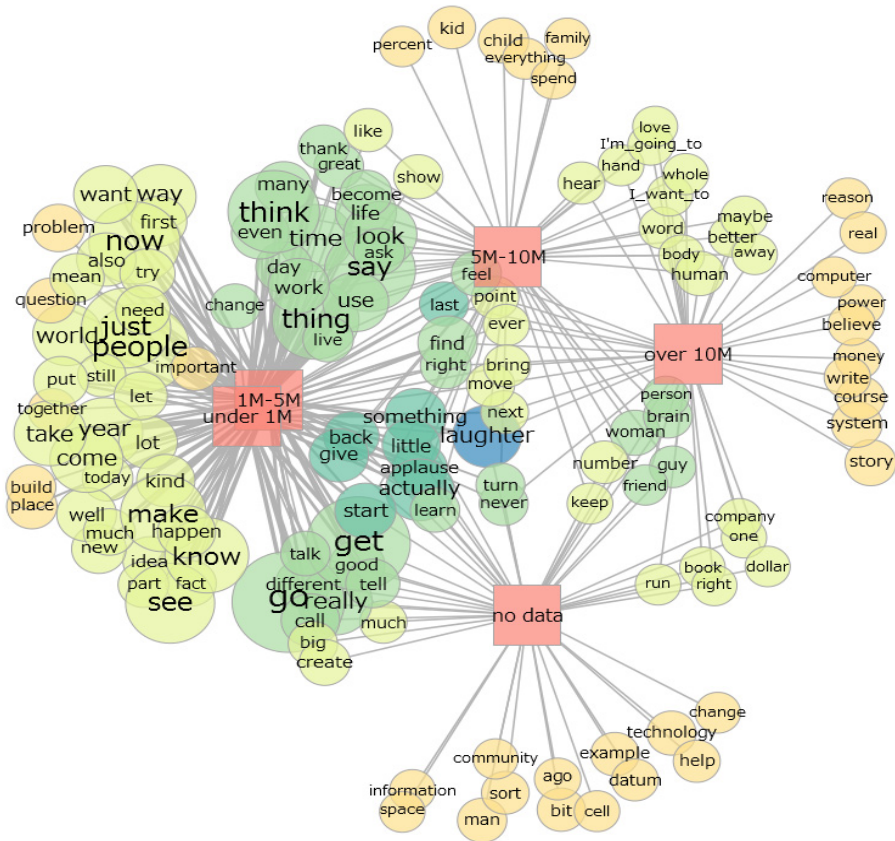 kid
percent
child
family
everything
spend
like
thank
great
show
love
I'm_going_to
hand
whole
hear
I_want_to
want
way
many
become
think
life
first
problem
even
time
look
word
maybe
better
now
also
5M-10M
body
away
reason
real
mean
try
day
say
ask
feel
human
computer
question
work
use
last
point
change
need
power
thing
ever
believe
world
just
live
find
people
over 10M
money
important
right
bring
put
still
write
move
let
1M-5M
person
course
together
under 1M
something
next
brain
system
take
year
lot
back
little
laughter
woman
come
give
applause
number
guy
story
build
today
kind
actually
turn
friend
place
learn
never
keep
well
make
start
company
much
happen
one
new
talk
get
idea
know
good
book
dollar
part
fact
different
tell
run
right
see
go
really
no data
call
much
big
create
change
technology
community
example
help
information
ago
datum
space
sort
man
bit
cell